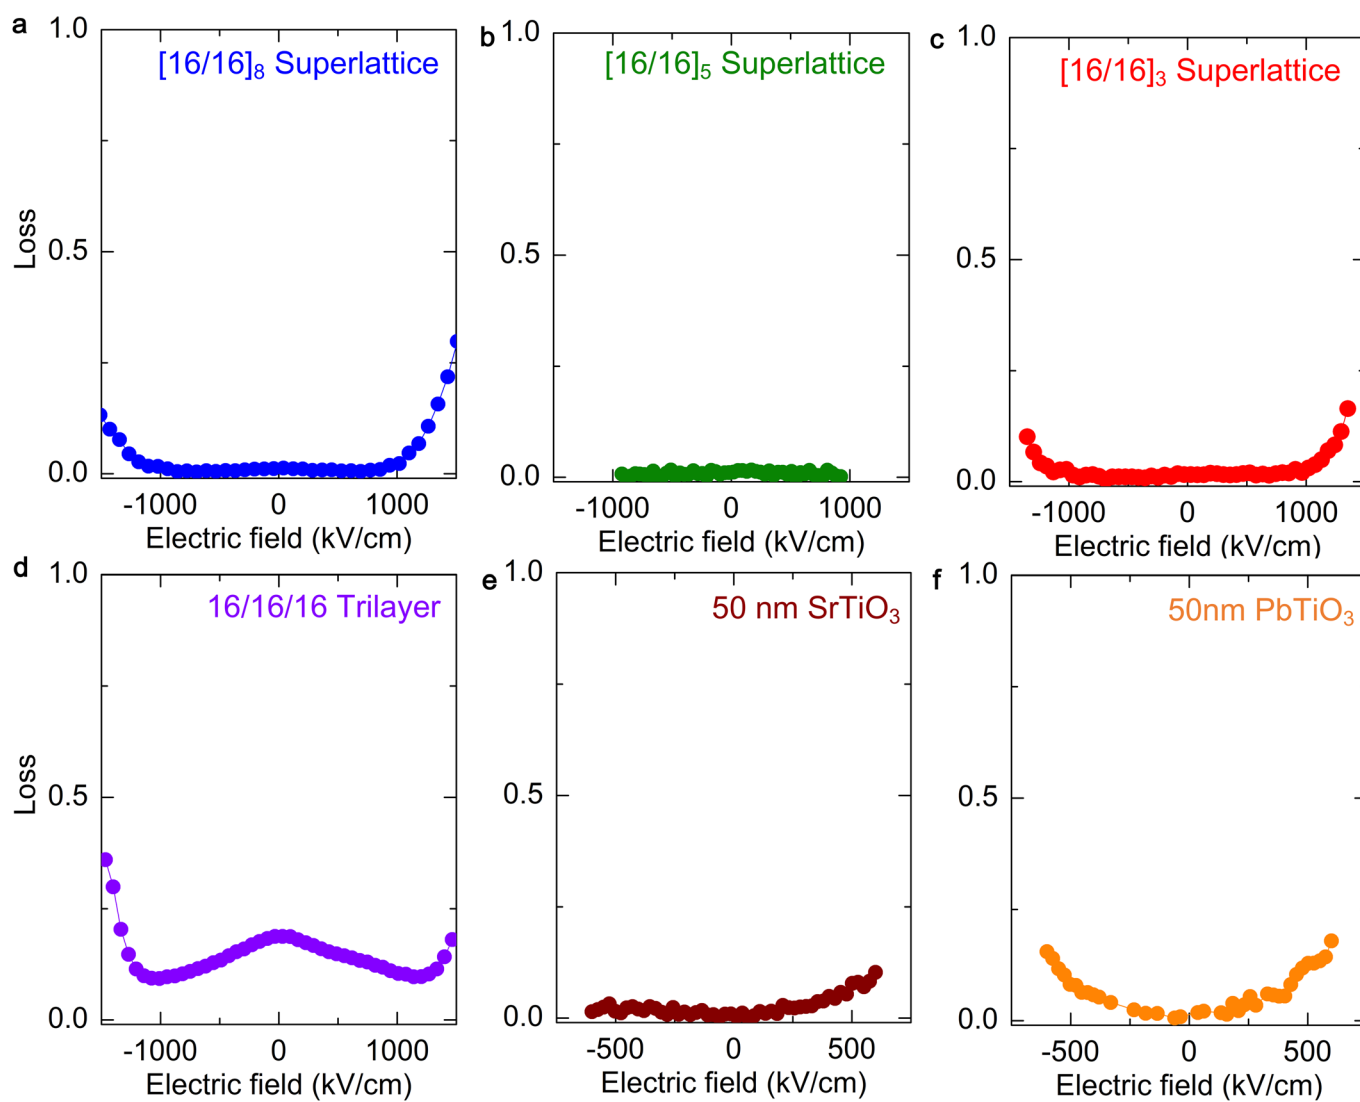 a
1.0
[16/16]8 Superlattice
Loss
0.5
0.0
-1000 0 1000
Electric field (kV/cm)
b
1.0
[16/16]5 Superlattice
0.5
0.0
-1000 0 1000
Electric field (kV/cm)
c
1.0
[16/16]3 Superlattice
0.5
0.0
-1000 0 1000
Electric field (kV/cm)
d
1.0
16/16/16 Trilayer
Loss
0.5
0.0
-1000 0 1000
Electric field (kV/cm)
e
1.0
50 nm SrTiO3
0.5
0.0
-500 0 500
Electric field (kV/cm)
f
1.0
50nm PbTiO3
0.5
0.0
-500 0 500
Electric field (kV/cm)